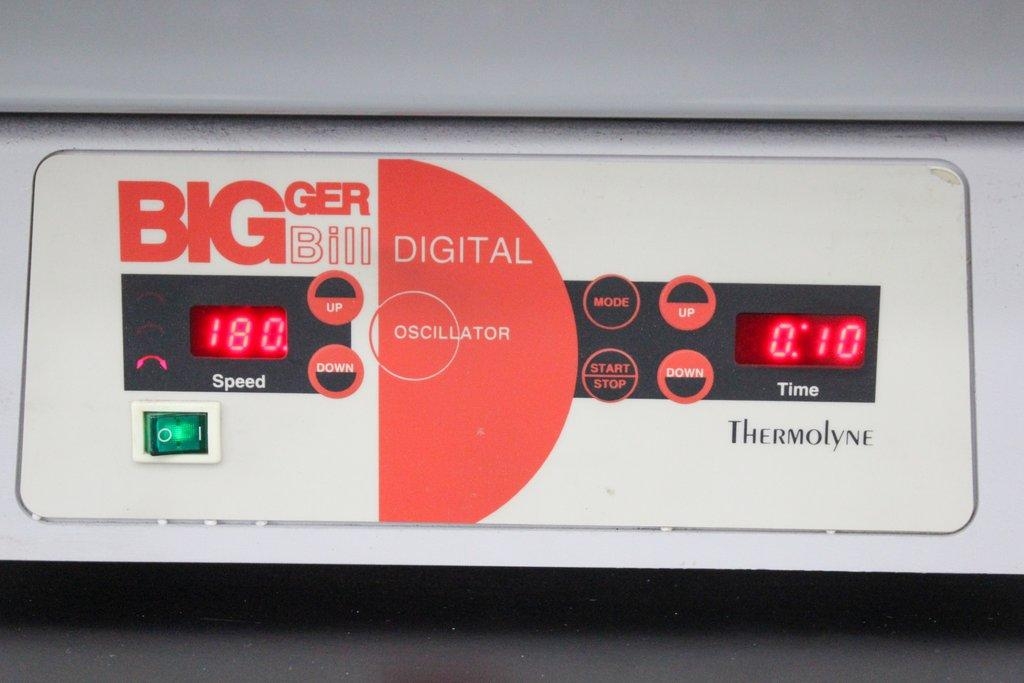 BIGGER
Bill
DIGITAL
OSCILLATOR
180
Speed
UP
DOWN
MODE
START
STOP
UP
DOWN
0:10
Time
O I
THERMOLYNE